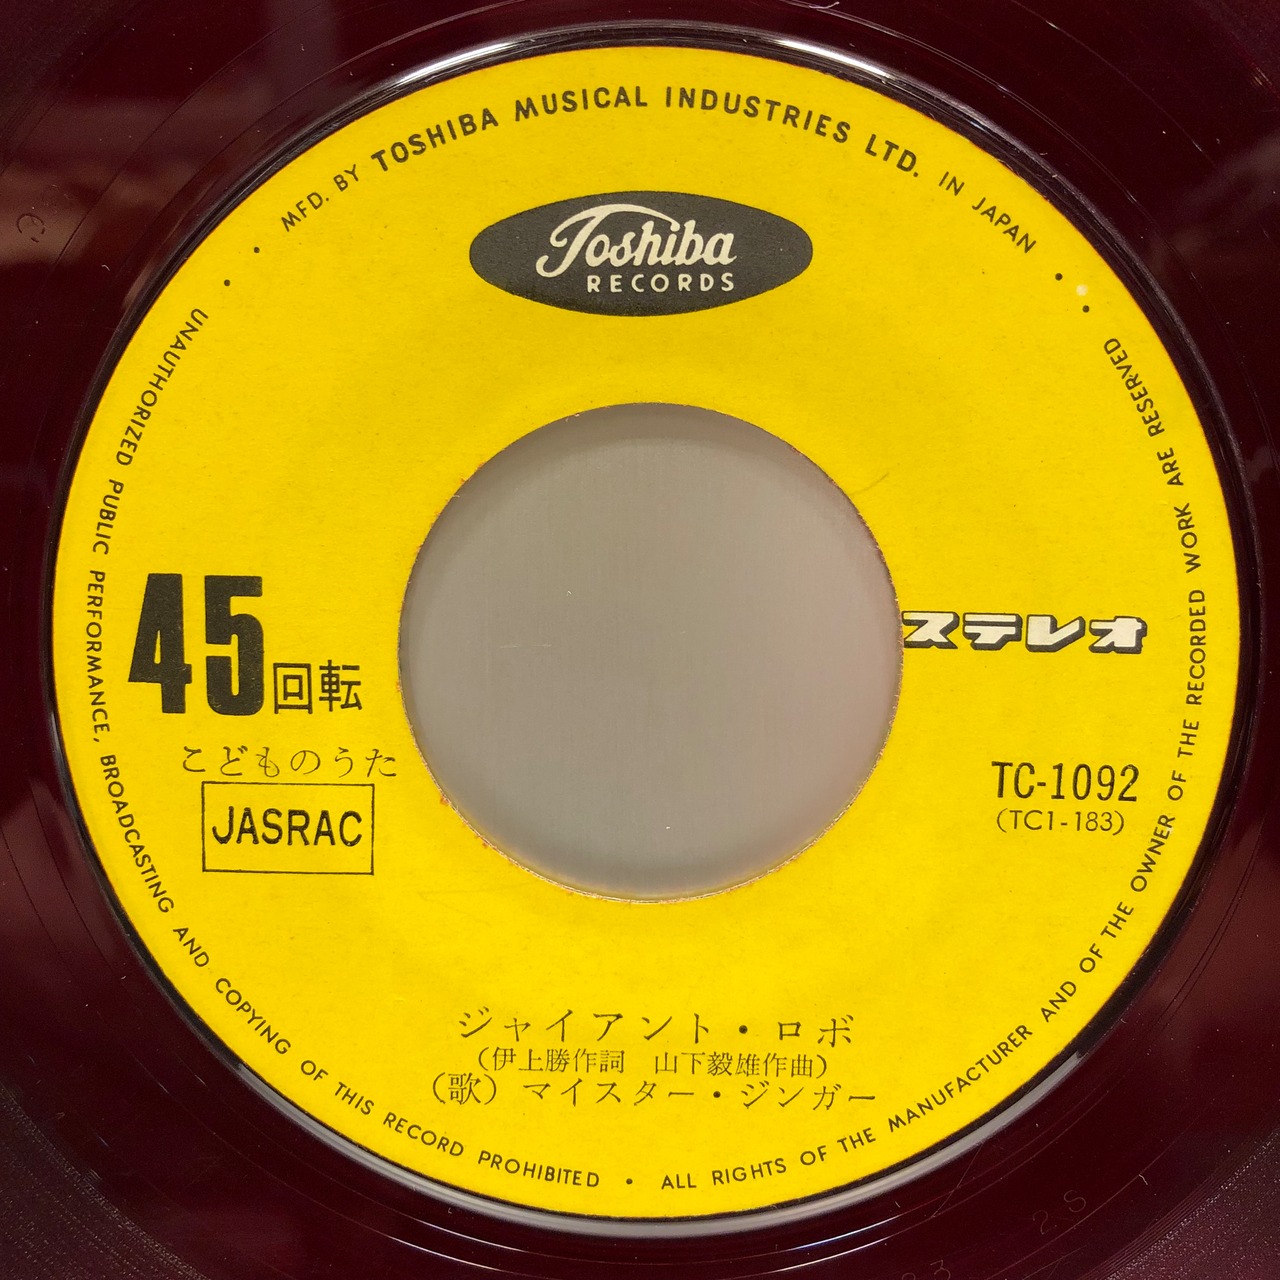 MFD. BY TOSHIBA MUSICAL INDUSTRIES LTD. IN JAPAN
Toshiba
RECORDS
45回転
ステレオ
こどものうた
JASRAC
TC-1092
(TC1-183)
ジャイアント・ロボ
(伊上勝作詞 山下毅雄作曲)
(歌) マイスター・ジンガー
UNAUTHORIZED PUBLIC PERFORMANCE, BROADCASTING AND COPYING OF THIS RECORD PROHIBITED • ALL RIGHTS OF THE MANUFACTURER AND OF THE OWNER OF THE RECORDED WORK ARE RESERVED